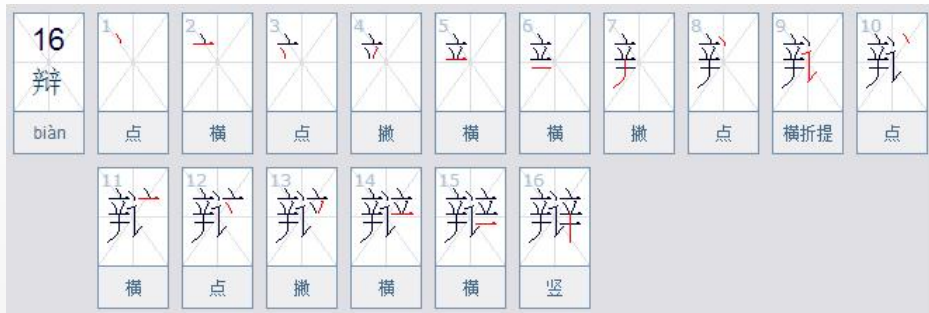 16 1 2 3 4 5 6 7 8 9 10
辩
biàn 点 横 点 撇 横 横 撇 点 横折提 点
11 12 13 14 15 16
横 点 撇 横 横 竖